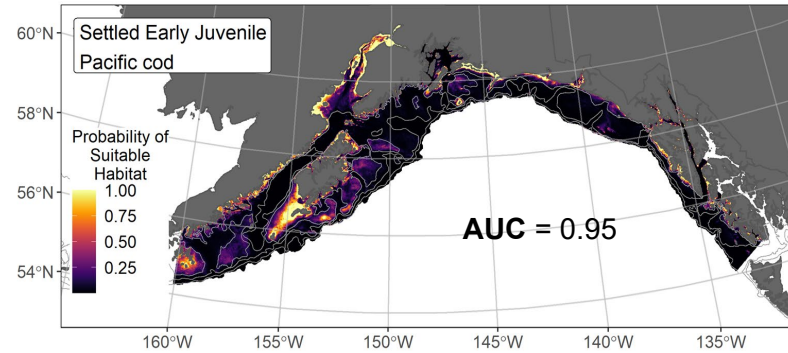 Settled Early Juvenile
Pacific cod
60°N
58°N
56°N
54°N
Probability of
Suitable
Habitat
1.00
0.75
0.50
0.25
AUC = 0.95
160°W 155°W 150°W 145°W 140°W 135°W